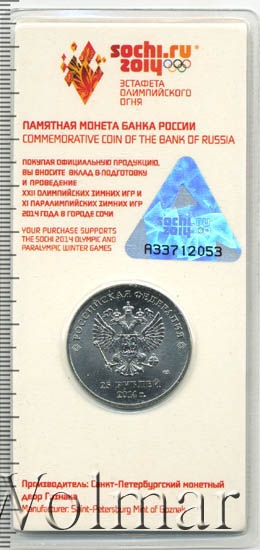 sochi.ru
2014
ЭСТАФЕТА
ОЛИМПИЙСКОГО
ОГНЯ
ПАМЯТНАЯ МОНЕТА БАНКА РОССИИ
COMMEMORATIVE COIN OF THE BANK OF RUSSIA
ПОКУПАЯ ОФИЦИАЛЬНУЮ ПРОДУКЦИЮ,
ВЫ ВНОСИТЕ ВКЛАД В ПОДГОТОВКУ
И ПРОВЕДЕНИЕ
XXII ОЛИМПИЙСКИХ ЗИМНИХ ИГР И
XI ПАРАЛИМПИЙСКИХ ЗИМНИХ ИГР
2014 ГОДА В ГОРОДЕ СОЧИ
YOUR PURCHASE SUPPORTS
THE SOCHI 2014 OLYMPIC AND
PARALYMPIC WINTER GAMES
sochi.ru
2014
A33712053
РОССИЙСКАЯ ФЕДЕРАЦИЯ
25 РУБЛЕЙ
2014 г.
Производитель: Санкт-Петербургский монетный
двор Гознака
Manufacturer: Saint-Petersburg Mint of Goznak
Volmar